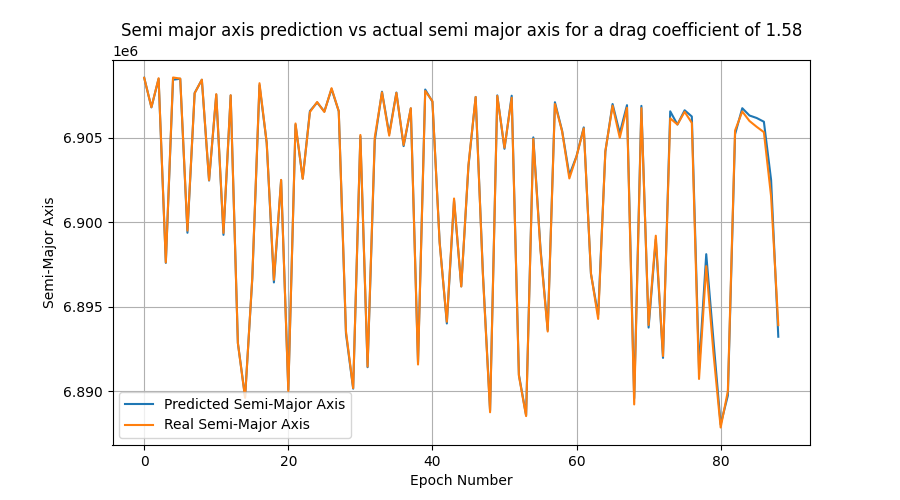 Semi major axis prediction vs actual semi major axis for a drag coefficient of 1.58
1e6
6.905
6.900
6.895
6.890
Semi-Major Axis
Predicted Semi-Major Axis
Real Semi-Major Axis
0 20 40 60 80
Epoch Number